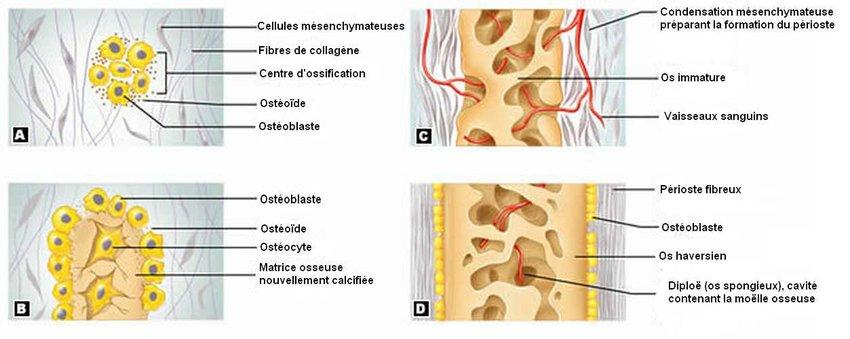 Cellules mésenchymateuses
Fibres de collagène
Centre d'ossification
Ostéoïde
Ostéoblaste
A
Condensation mésenchymateuse
préparant la formation du périoste
Os immature
Vaisseaux sanguins
C
Ostéoblaste
Ostéoïde
Ostéocyte
Matrice osseuse
nouvellement calcifiée
B
Périoste fibreux
Ostéoblaste
Os haversien
Diploë (os spongieux), cavité
contenant la moëlle osseuse
D